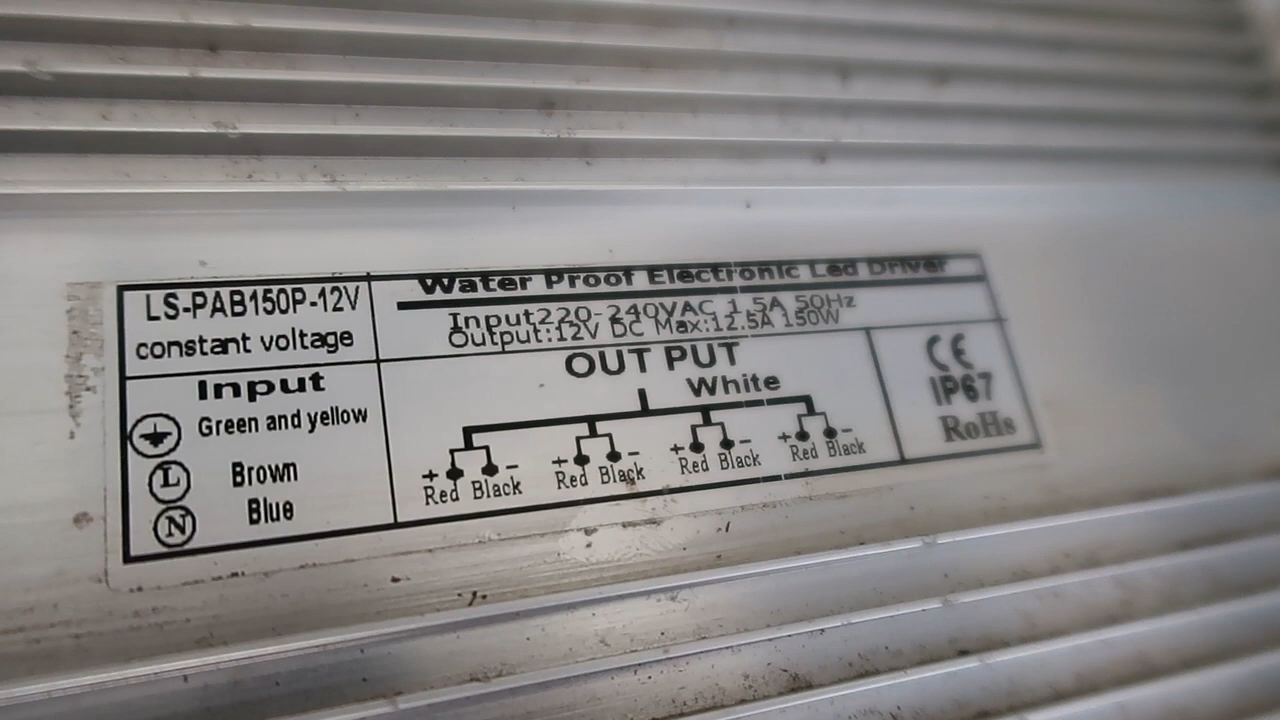 LS-PAB150P-12V
constant voltage
Water Proof Electronic Led Driver
Input220-240VAC 1.5A 50Hz
Output:12V DC Max:12.5A 150W
Input
Green and yellow
L Brown
N Blue
OUT PUT
White
+ - + - + - + -
Red Black Red Black Red Black Red Black
CE
IP67
RoHs